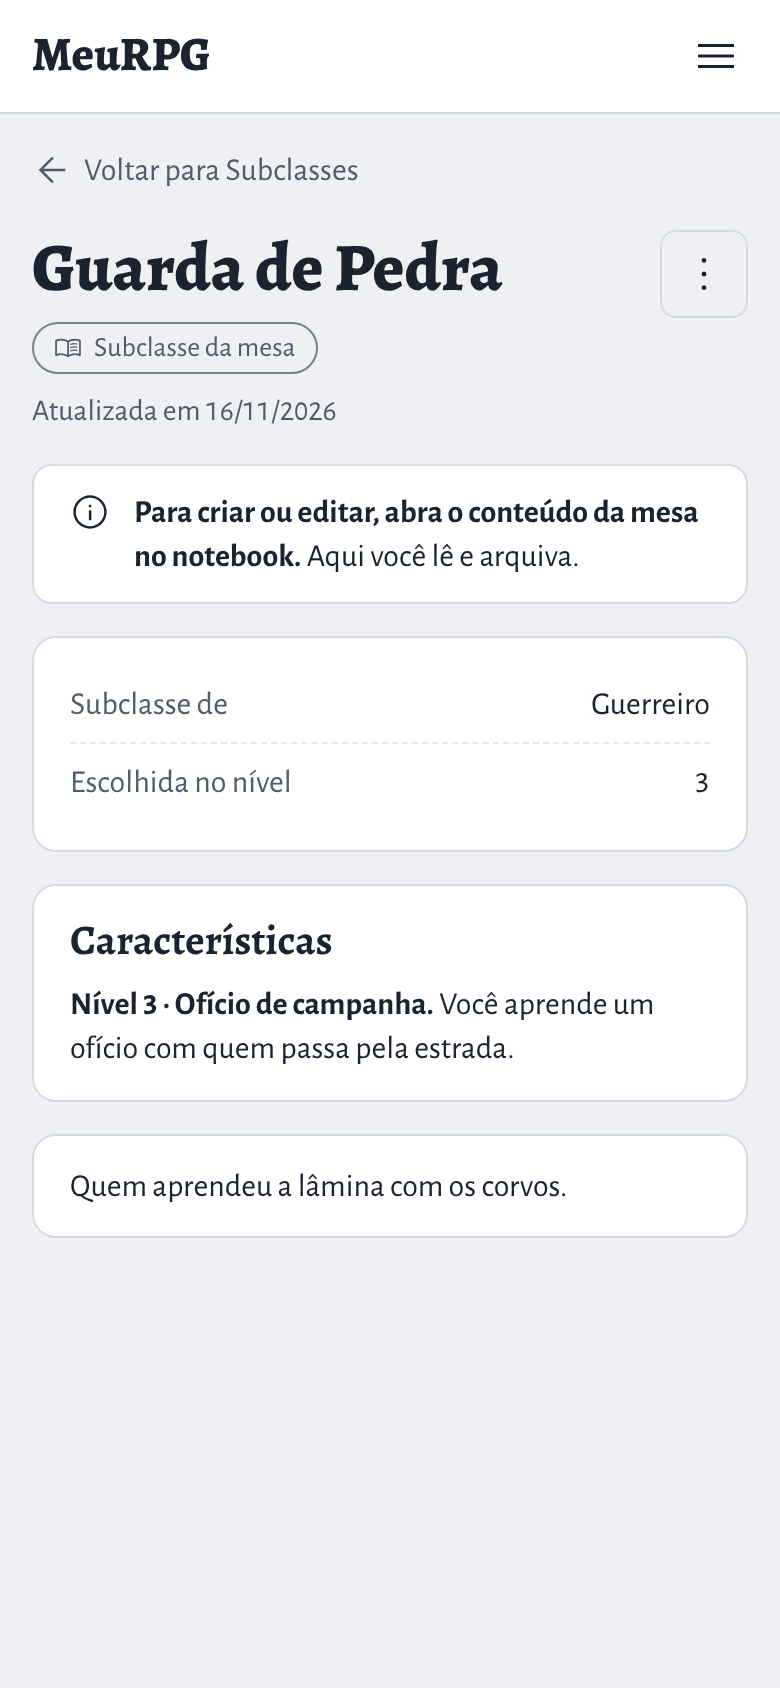 MeuRPG
Voltar para Subclasses
Guarda de Pedra
Subclasse da mesa
Atualizada em 16/11/2026
Para criar ou editar, abra o conteúdo da mesa
no notebook. Aqui você lê e arquiva.
Subclasse de Guerreiro
Escolhida no nível 3
Características
Nível 3 · Ofício de campanha. Você aprende um
ofício com quem passa pela estrada.
Quem aprendeu a lâmina com os corvos.